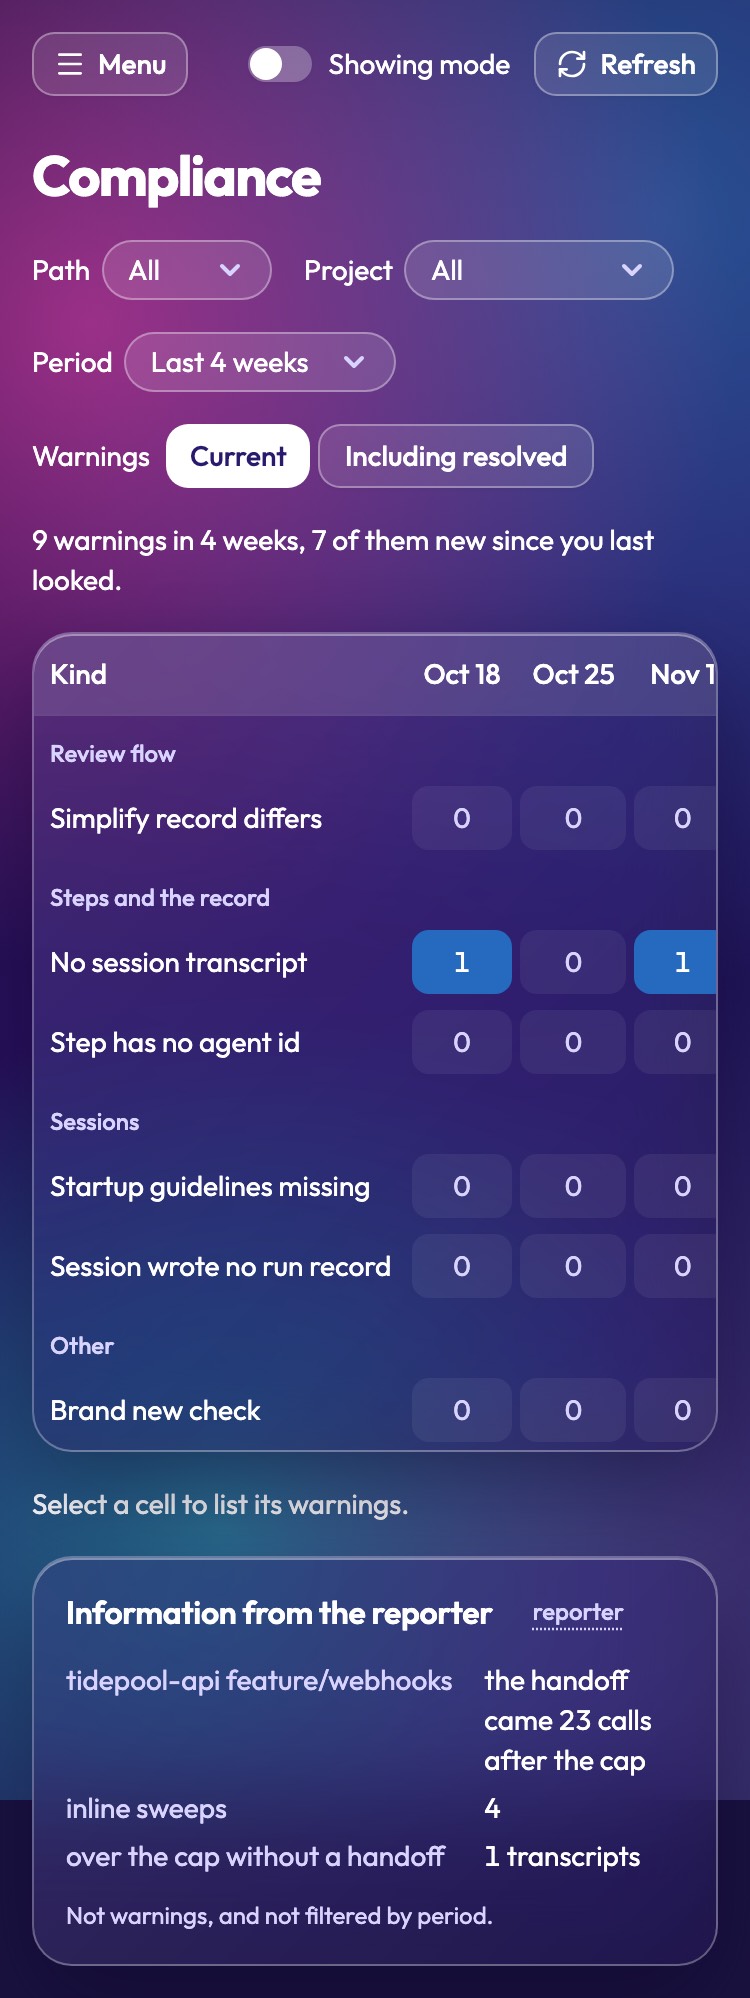 Menu Showing mode Refresh
Compliance
Path All Project All
Period Last 4 weeks
Warnings Current Including resolved
9 warnings in 4 weeks, 7 of them new since you last
looked.
Kind Oct 18 Oct 25 Nov 1
Review flow
Simplify record differs 0 0 0
Steps and the record
No session transcript 1 0 1
Step has no agent id 0 0 0
Sessions
Startup guidelines missing 0 0 0
Session wrote no run record 0 0 0
Other
Brand new check 0 0 0
Select a cell to list its warnings.
Information from the reporter reporter
tidepool-api feature/webhooks the handoff
came 23 calls
after the cap
inline sweeps 4
over the cap without a handoff 1 transcripts
Not warnings, and not filtered by period.